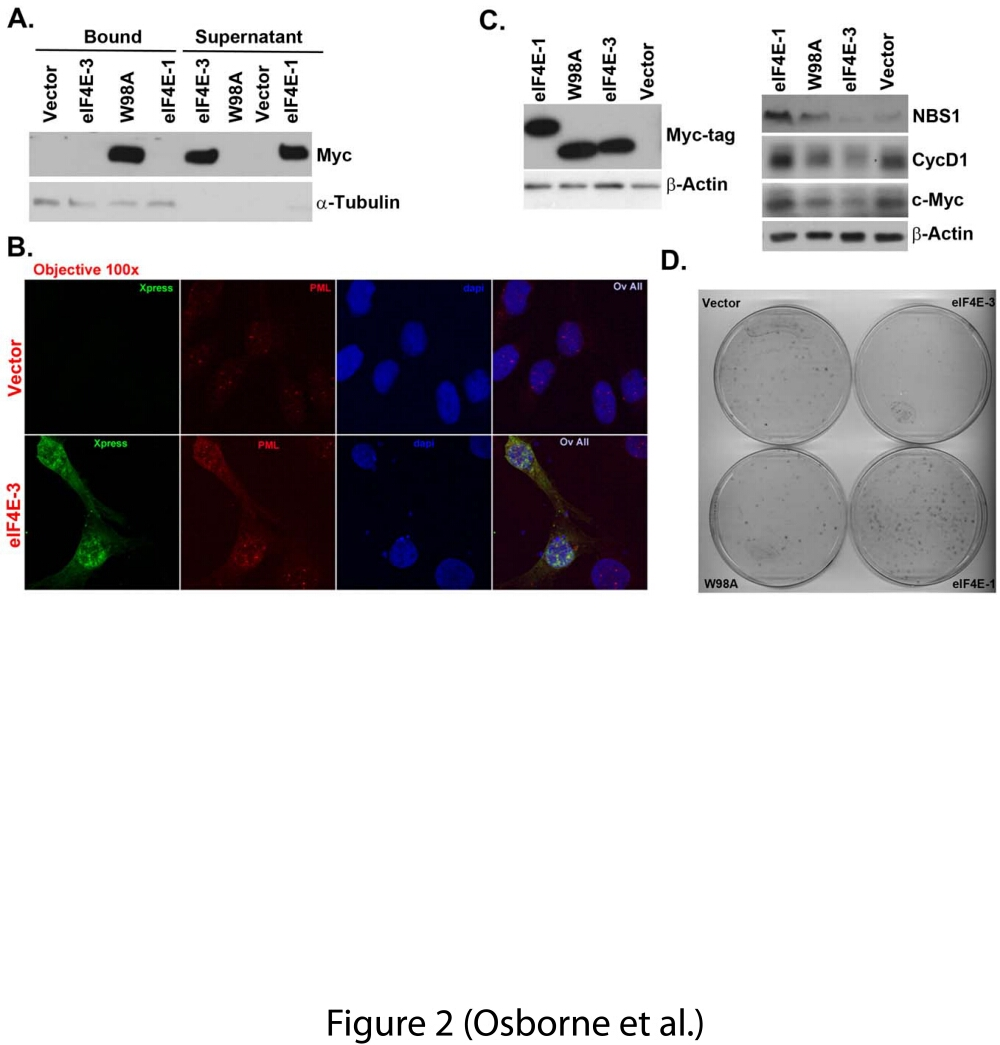 A.
Bound
Supernatant
Vector
eIF4E-3
W98A
eIF4E-1
eIF4E-3
W98A
Vector
eIF4E-1
Myc
α-Tubulin
B.
Objective 100x
Vector
Xpress
PML
dapi
Ov All
eIF4E-3
Xpress
PML
dapi
Ov All
C.
eIF4E-1
W98A
eIF4E-3
Vector
Myc-tag
β-Actin
eIF4E-1
W98A
eIF4E-3
Vector
NBS1
CycD1
c-Myc
β-Actin
D.
Vector
eIF4E-3
W98A
eIF4E-1
Figure 2 (Osborne et al.)